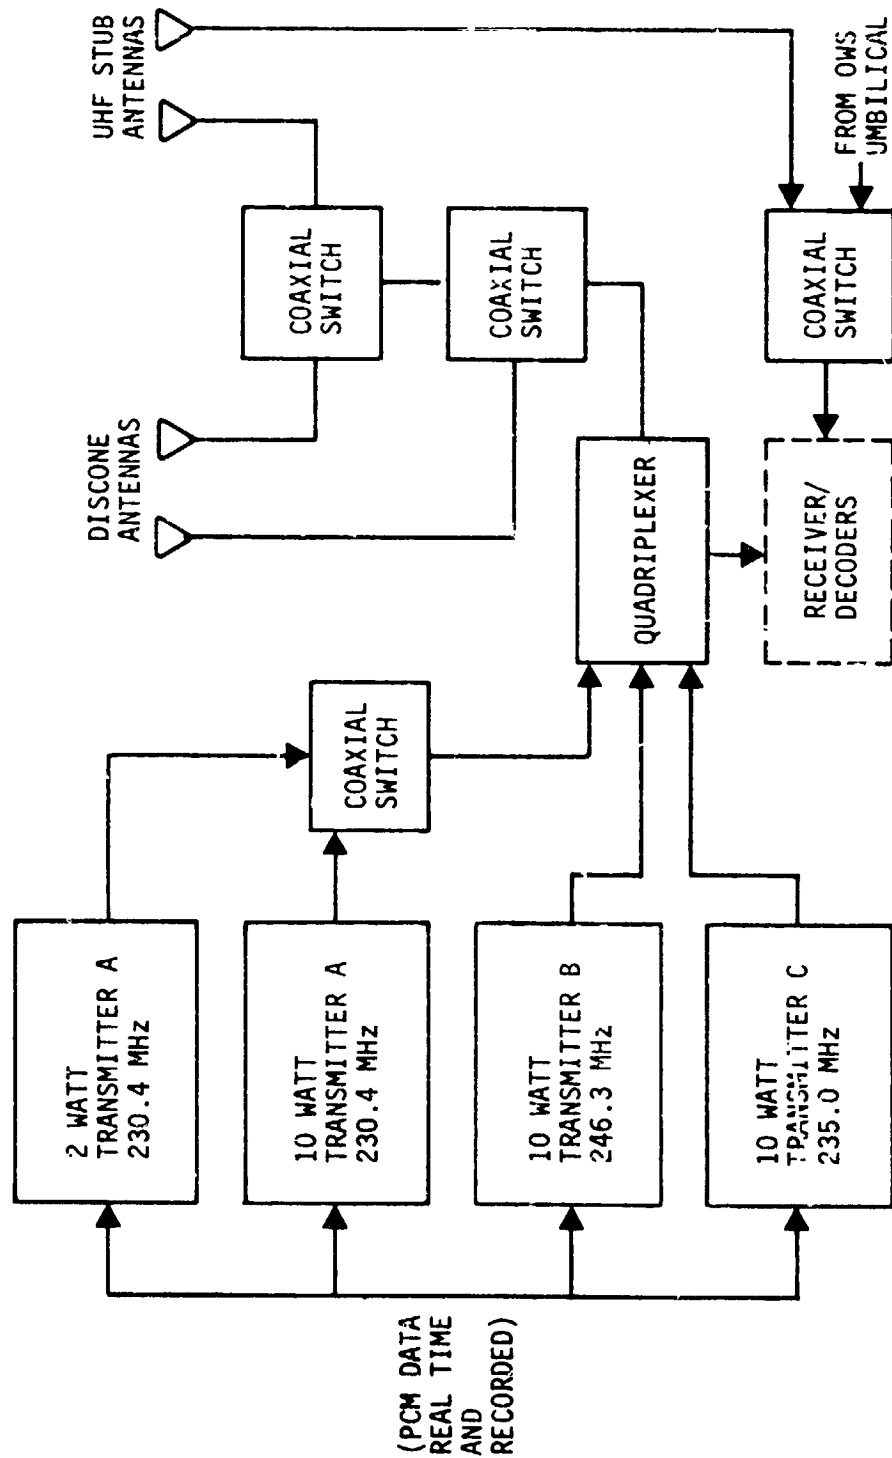 (PCM DATA
REAL TIME
AND
RECORDED)
2 WATT
TRANSMITTER A
230.4 MHz
10 WATT
TRANSMITTER A
230.4 MHz
10 WATT
TRANSMITTER B
246.3 MHz
10 WATT
TRANSMITTER C
235.0 MHz
COAXIAL
SWITCH
QUADRIPLEXER
RECEIVER/
DECODERS
DISCONE
ANTENNAS
COAXIAL
SWITCH
COAXIAL
SWITCH
COAXIAL
SWITCH
UHF STUB
ANTENNAS
FROM OWS
UMBILICAL